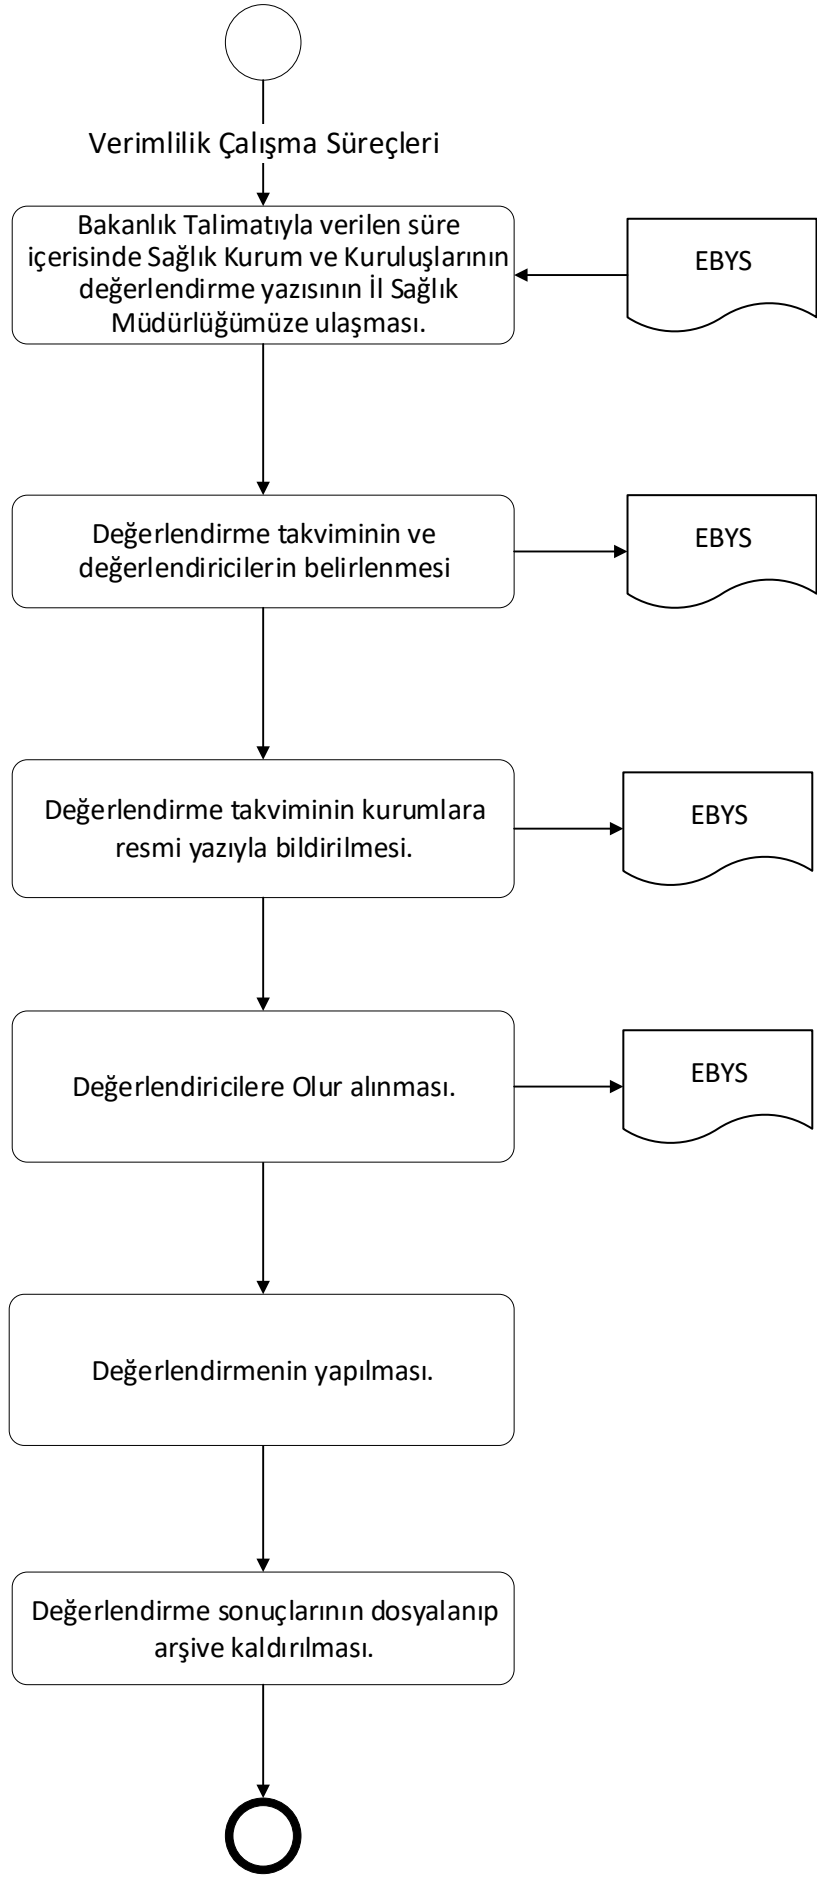 Verimlilik Çalışma Süreçleri
Bakanlık Talimatıyla verilen süre
içerisinde Sağlık Kurum ve Kuruluşlarının
değerlendirme yazısının İl Sağlık
Müdürlüğümüze ulaşması.
EBYS
Değerlendirme takviminin ve
değerlendiricilerin belirlenmesi
EBYS
Değerlendirme takviminin kurumlara
resmi yazıyla bildirilmesi.
EBYS
Değerlendiricilere Olur alınması.
EBYS
Değerlendirmenin yapılması.
Değerlendirme sonuçlarının dosyalanıp
arşive kaldırılması.